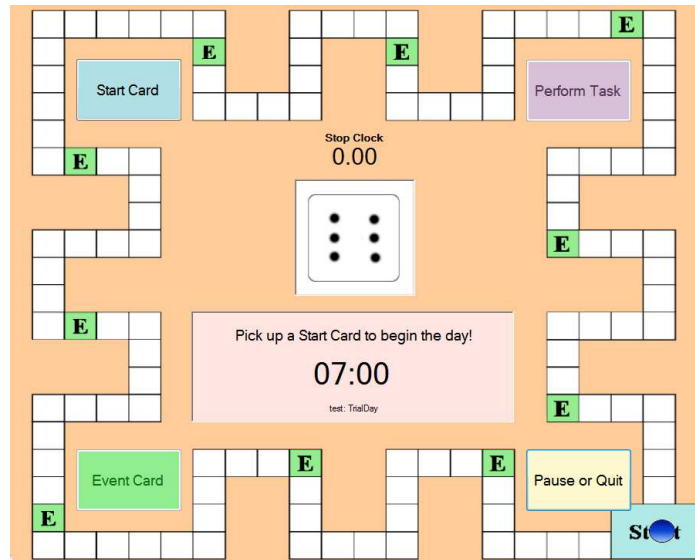 E
E
E
Start Card
Perform Task
Stop Clock
0.00
E
E
E
Pick up a Start Card to begin the day!
07:00
test: TrialDay
E
E
E
Event Card
Pause or Quit
E